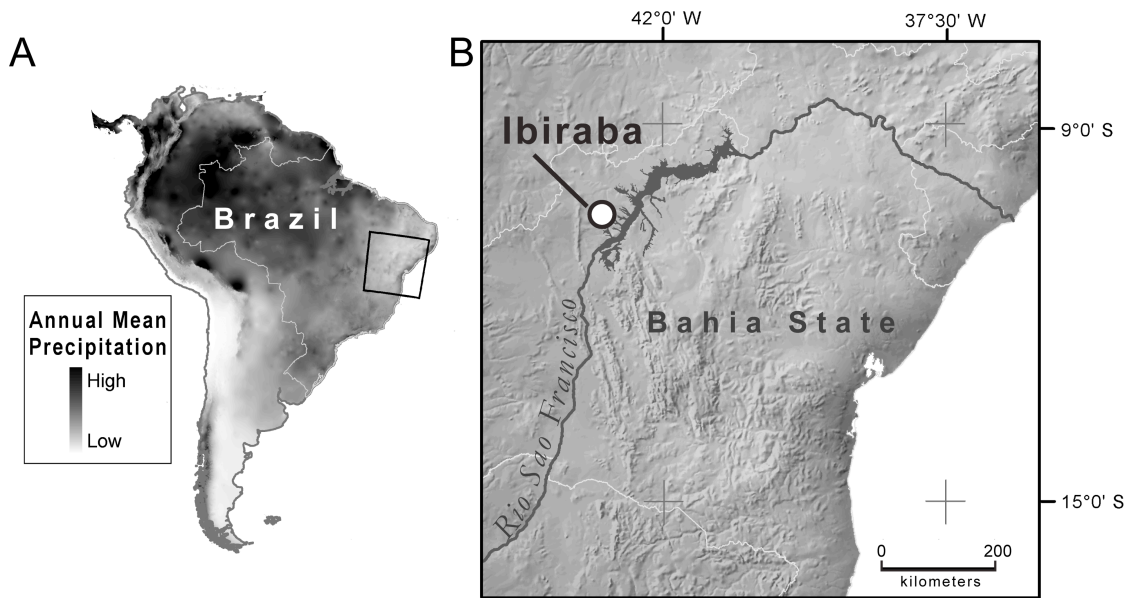 A
Brazil
Annual Mean
Precipitation
High
Low
B
42°0' W
37°30' W
9°0' S
15°0' S
Ibiraba
Bahia State
Rio Sao Francisco
0 200
kilometers